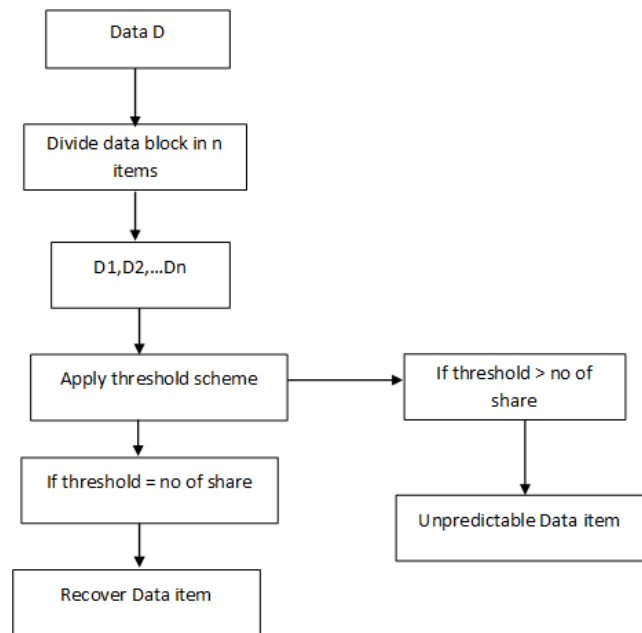 Data D
Divide data block in n
items
D1,D2,...Dn
Apply threshold scheme
If threshold > no of
share
If threshold = no of share
Unpredictable Data item
Recover Data item